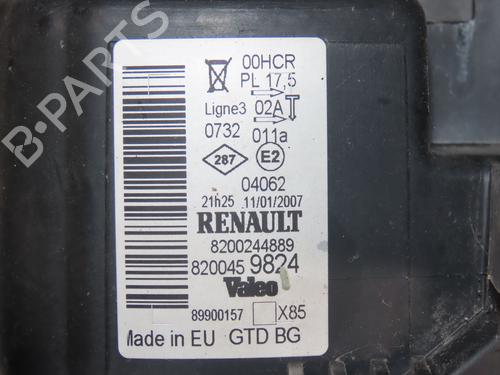 B-PARTS
00HCR
PL 17,5
Ligne3 02A
0732 011a
287 E2
04062
21h25 11/01/2007
RENAULT
8200244889
820045 9824
Valeo
89900157 X85
Made in EU GTD BG